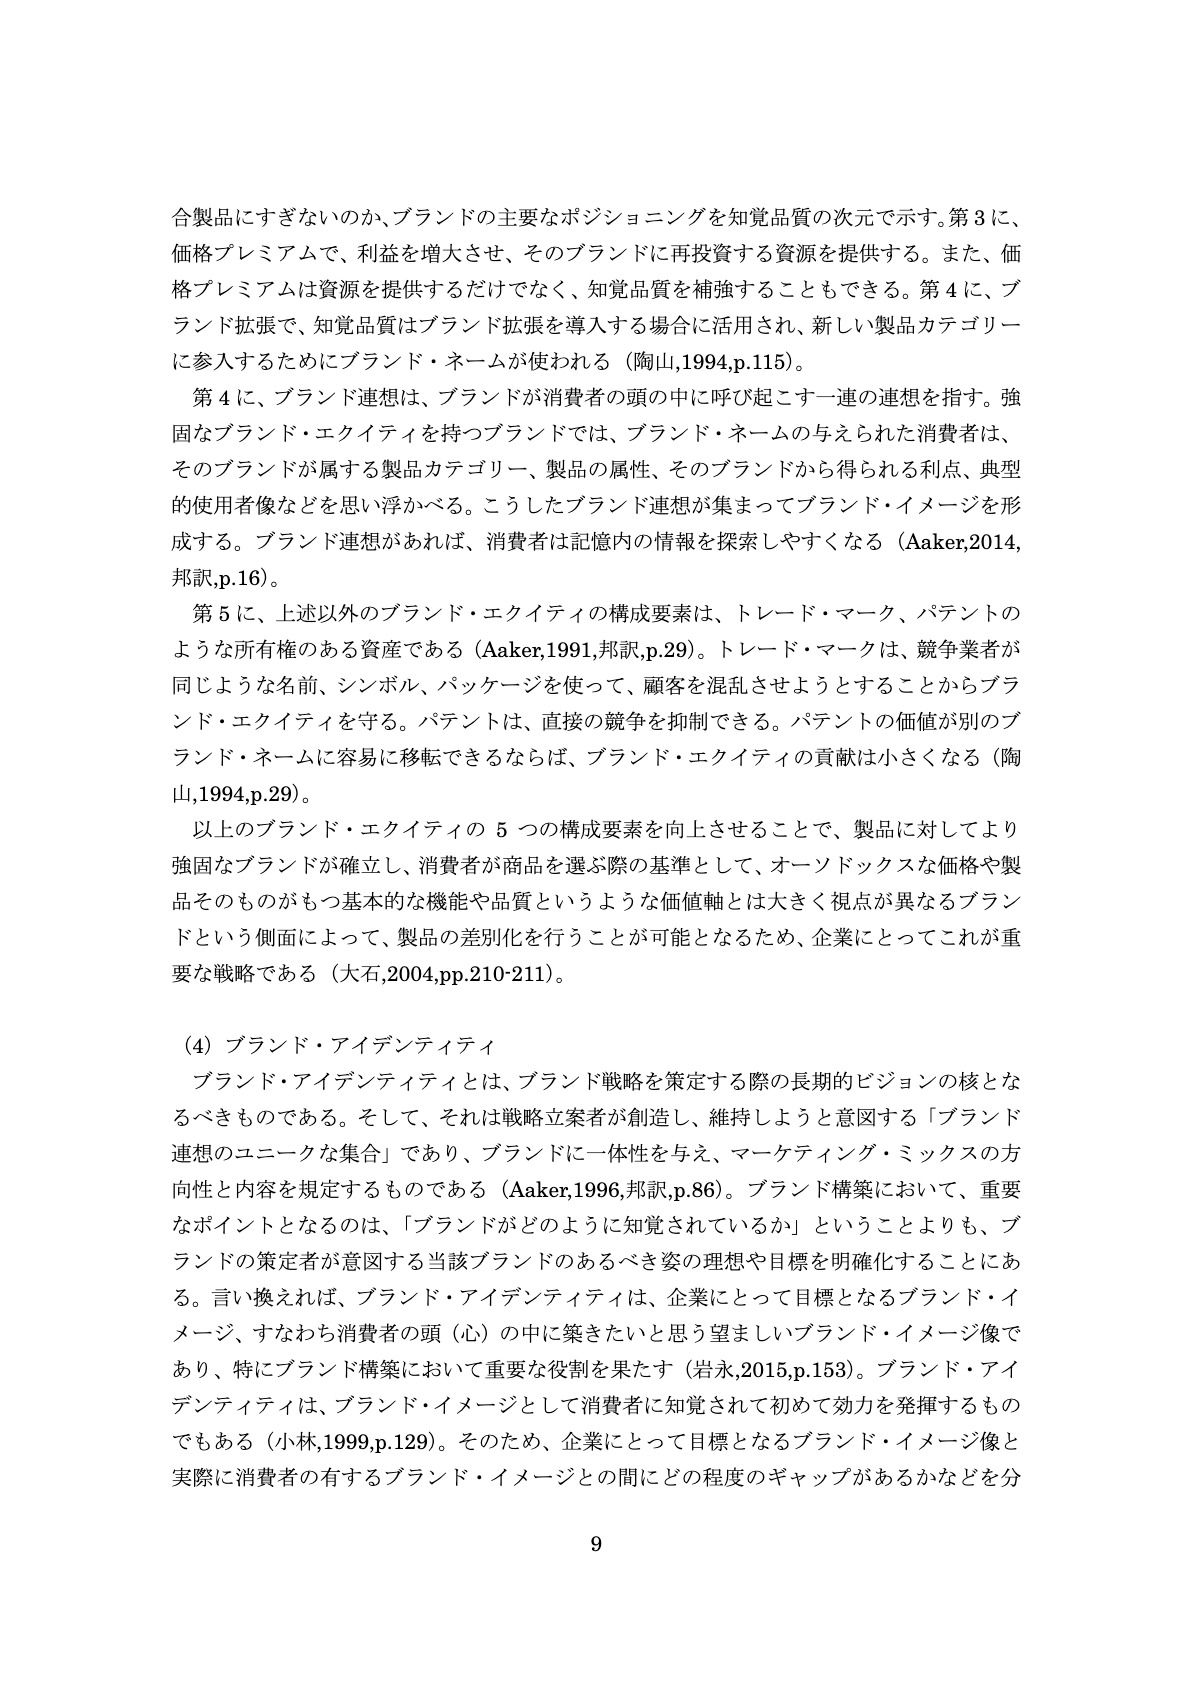 合製品にすぎないのか、ブランドの主要なポジショニングを知覚品質の次元で示す。第 3 に、
価格プレミアムで、利益を増大させ、そのブランドに再投資する資源を提供する。また、価
格プレミアムは資源を提供するだけでなく、知覚品質を補強することもできる。第 4 に、ブ
ランド拡張で、知覚品質はブランド拡張を導入する場合に活用され、新しい製品カテゴリー
に参入するためにブランド・ネームが使われる（陶山,1994,p.115）。
第 4 に、ブランド連想は、ブランドが消費者の頭の中に呼び起こす一連の連想を指す。強
固なブランド・エクイティを持つブランドでは、ブランド・ネームの与えられた消費者は、
そのブランドが属する製品カテゴリー、製品の属性、そのブランドから得られる利点、典型
的使用者像などを思い浮かべる。こうしたブランド連想が集まってブランド・イメージを形
成する。ブランド連想があれば、消費者は記憶内の情報を探索しやすくなる（Aaker,2014,
邦訳,p.16）。
第 5 に、上述以外のブランド・エクイティの構成要素は、トレード・マーク、パテントの
ような所有権のある資産である（Aaker,1991,邦訳,p.29）。トレード・マークは、競争業者が
同じような名前、シンボル、パッケージを使って、顧客を混乱させようとすることからブラ
ンド・エクイティを守る。パテントは、直接の競争を抑制できる。パテントの価値が別のブ
ランド・ネームに容易に移転できるならば、ブランド・エクイティの貢献は小さくなる（陶
山,1994,p.29）。
以上のブランド・エクイティの 5 つの構成要素を向上させることで、製品に対してより
強固なブランドが確立し、消費者が商品を選ぶ際の基準として、オーソドックスな価格や製
品そのものがもつ基本的な機能や品質というような価値軸とは大きく視点が異なるブラン
ドという側面によって、製品の差別化を行うことが可能となるため、企業にとってこれが重
要な戦略である（大石,2004,pp.210-211）。
（4）ブランド・アイデンティティ
ブランド・アイデンティティとは、ブランド戦略を策定する際の長期的ビジョンの核とな
るべきものである。そして、それは戦略立案者が創造し、維持しようと意図する「ブランド
連想のユニークな集合」であり、ブランドに一体性を与え、マーケティング・ミックスの方
向性と内容を規定するものである（Aaker,1996,邦訳,p.86）。ブランド構築において、重要
なポイントとなるのは、「ブランドがどのように知覚されているか」ということよりも、ブ
ランドの策定者が意図する当該ブランドのあるべき姿の理想や目標を明確化することにあ
る。言い換えれば、ブランド・アイデンティティは、企業にとって目標となるブランド・イ
メージ、すなわち消費者の頭（心）の中に築きたいと思う望ましいブランド・イメージ像で
あり、特にブランド構築において重要な役割を果たす（岩永,2015,p.153）。ブランド・アイ
デンティティは、ブランド・イメージとして消費者に知覚されて初めて効力を発揮するもの
でもある（小林,1999,p.129）。そのため、企業にとって目標となるブランド・イメージ像と
実際に消費者の有するブランド・イメージとの間にどの程度のギャップがあるかなどを分
9